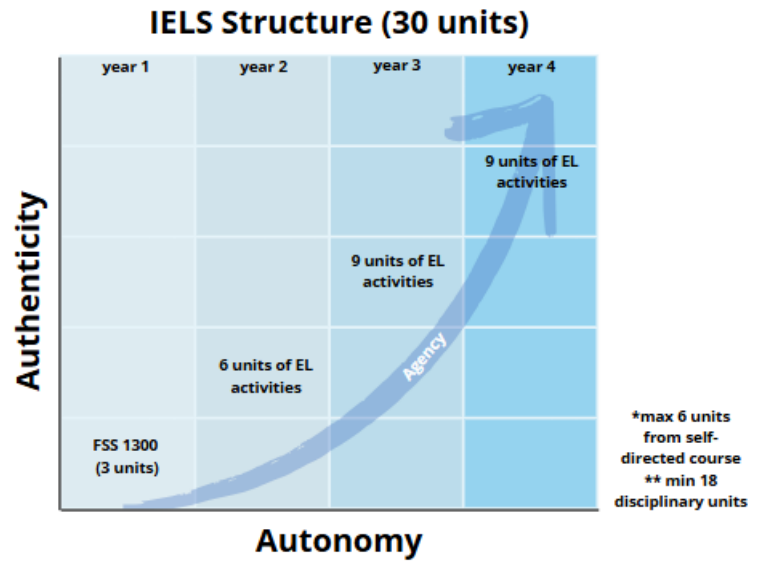 IELS Structure (30 units)
year 1
year 2
year 3
year 4
9 units of EL
activities
9 units of EL
activities
Agency
6 units of EL
activities
FSS 1300
(3 units)
Authenticity
Autonomy
*max 6 units
from self-
directed course
** min 18
disciplinary units